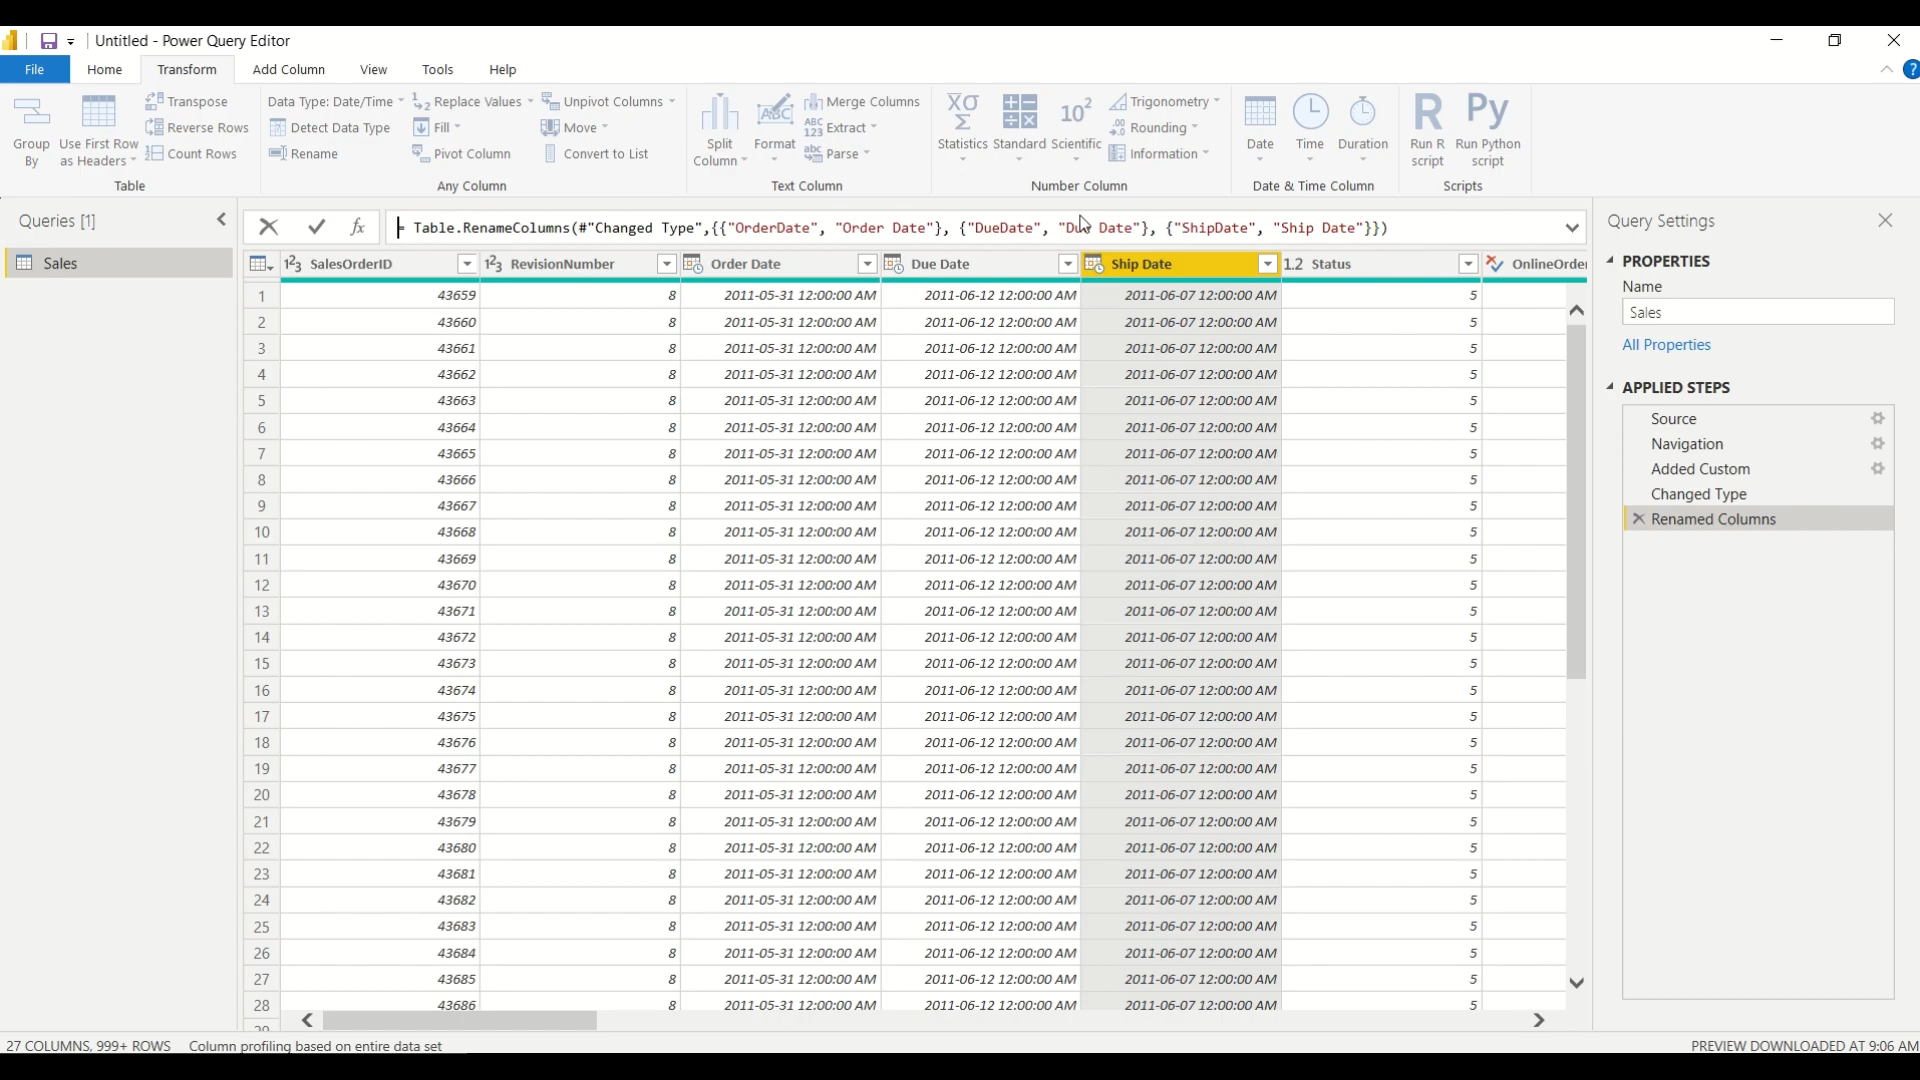 Untitled - Power Query Editor
File Home Transform Add Column View Tools Help
?
Group By
Use First Row as Headers
Transpose
Reverse Rows
Count Rows
Table
Data Type: Date/Time
Detect Data Type
Rename
Replace Values
Fill
Pivot Column
Unpivot Columns
Move
Convert to List
Any Column
Split Column
ABC
Format
Merge Columns
ABC 123 Extract
abc Parse
Text Column
XΣ
Statistics
Standard
10²
Scientific
Trigonometry
.00 Rounding
Information
Number Column
Date
Time
Duration
Date & Time Column
R
Run R script
Py
Run Python script
Scripts
Queries [1]
Sales
fx
= Table.RenameColumns(#"Changed Type",{{"OrderDate", "Order Date"}, {"DueDate", "Due Date"}, {"ShipDate", "Ship Date"}})
1²3 SalesOrderID 1²3 RevisionNumber Order Date Due Date Ship Date 1.2 Status OnlineOrde
1 43659 8 2011-05-31 12:00:00 AM 2011-06-12 12:00:00 AM 2011-06-07 12:00:00 AM 5
2 43660 8 2011-05-31 12:00:00 AM 2011-06-12 12:00:00 AM 2011-06-07 12:00:00 AM 5
3 43661 8 2011-05-31 12:00:00 AM 2011-06-12 12:00:00 AM 2011-06-07 12:00:00 AM 5
4 43662 8 2011-05-31 12:00:00 AM 2011-06-12 12:00:00 AM 2011-06-07 12:00:00 AM 5
5 43663 8 2011-05-31 12:00:00 AM 2011-06-12 12:00:00 AM 2011-06-07 12:00:00 AM 5
6 43664 8 2011-05-31 12:00:00 AM 2011-06-12 12:00:00 AM 2011-06-07 12:00:00 AM 5
7 43665 8 2011-05-31 12:00:00 AM 2011-06-12 12:00:00 AM 2011-06-07 12:00:00 AM 5
8 43666 8 2011-05-31 12:00:00 AM 2011-06-12 12:00:00 AM 2011-06-07 12:00:00 AM 5
9 43667 8 2011-05-31 12:00:00 AM 2011-06-12 12:00:00 AM 2011-06-07 12:00:00 AM 5
10 43668 8 2011-05-31 12:00:00 AM 2011-06-12 12:00:00 AM 2011-06-07 12:00:00 AM 5
11 43669 8 2011-05-31 12:00:00 AM 2011-06-12 12:00:00 AM 2011-06-07 12:00:00 AM 5
12 43670 8 2011-05-31 12:00:00 AM 2011-06-12 12:00:00 AM 2011-06-07 12:00:00 AM 5
13 43671 8 2011-05-31 12:00:00 AM 2011-06-12 12:00:00 AM 2011-06-07 12:00:00 AM 5
14 43672 8 2011-05-31 12:00:00 AM 2011-06-12 12:00:00 AM 2011-06-07 12:00:00 AM 5
15 43673 8 2011-05-31 12:00:00 AM 2011-06-12 12:00:00 AM 2011-06-07 12:00:00 AM 5
16 43674 8 2011-05-31 12:00:00 AM 2011-06-12 12:00:00 AM 2011-06-07 12:00:00 AM 5
17 43675 8 2011-05-31 12:00:00 AM 2011-06-12 12:00:00 AM 2011-06-07 12:00:00 AM 5
18 43676 8 2011-05-31 12:00:00 AM 2011-06-12 12:00:00 AM 2011-06-07 12:00:00 AM 5
19 43677 8 2011-05-31 12:00:00 AM 2011-06-12 12:00:00 AM 2011-06-07 12:00:00 AM 5
20 43678 8 2011-05-31 12:00:00 AM 2011-06-12 12:00:00 AM 2011-06-07 12:00:00 AM 5
21 43679 8 2011-05-31 12:00:00 AM 2011-06-12 12:00:00 AM 2011-06-07 12:00:00 AM 5
22 43680 8 2011-05-31 12:00:00 AM 2011-06-12 12:00:00 AM 2011-06-07 12:00:00 AM 5
23 43681 8 2011-05-31 12:00:00 AM 2011-06-12 12:00:00 AM 2011-06-07 12:00:00 AM 5
24 43682 8 2011-05-31 12:00:00 AM 2011-06-12 12:00:00 AM 2011-06-07 12:00:00 AM 5
25 43683 8 2011-05-31 12:00:00 AM 2011-06-12 12:00:00 AM 2011-06-07 12:00:00 AM 5
26 43684 8 2011-05-31 12:00:00 AM 2011-06-12 12:00:00 AM 2011-06-07 12:00:00 AM 5
27 43685 8 2011-05-31 12:00:00 AM 2011-06-12 12:00:00 AM 2011-06-07 12:00:00 AM 5
28 43686 8 2011-05-31 12:00:00 AM 2011-06-12 12:00:00 AM 2011-06-07 12:00:00 AM 5
Query Settings
PROPERTIES
Name
Sales
All Properties
APPLIED STEPS
Source
Navigation
Added Custom
Changed Type
Renamed Columns
27 COLUMNS, 999+ ROWS Column profiling based on entire data set PREVIEW DOWNLOADED AT 9:06 AM